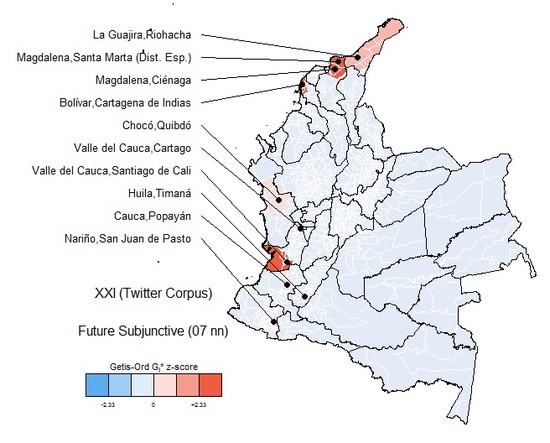 La Guajira,Riohacha
Magdalena,Santa Marta (Dist. Esp.)
Magdalena,Ciénaga
Bolívar,Cartagena de Indias
Chocó,Quibdó
Valle del Cauca,Cartago
Valle del Cauca,Santiago de Cali
Huila,Timaná
Cauca,Popayán
Nariño,San Juan de Pasto
XXI (Twitter Corpus)
Future Subjunctive (07 nn)
Getis-Ord Gi* z-score
-2.33 0 +2.33